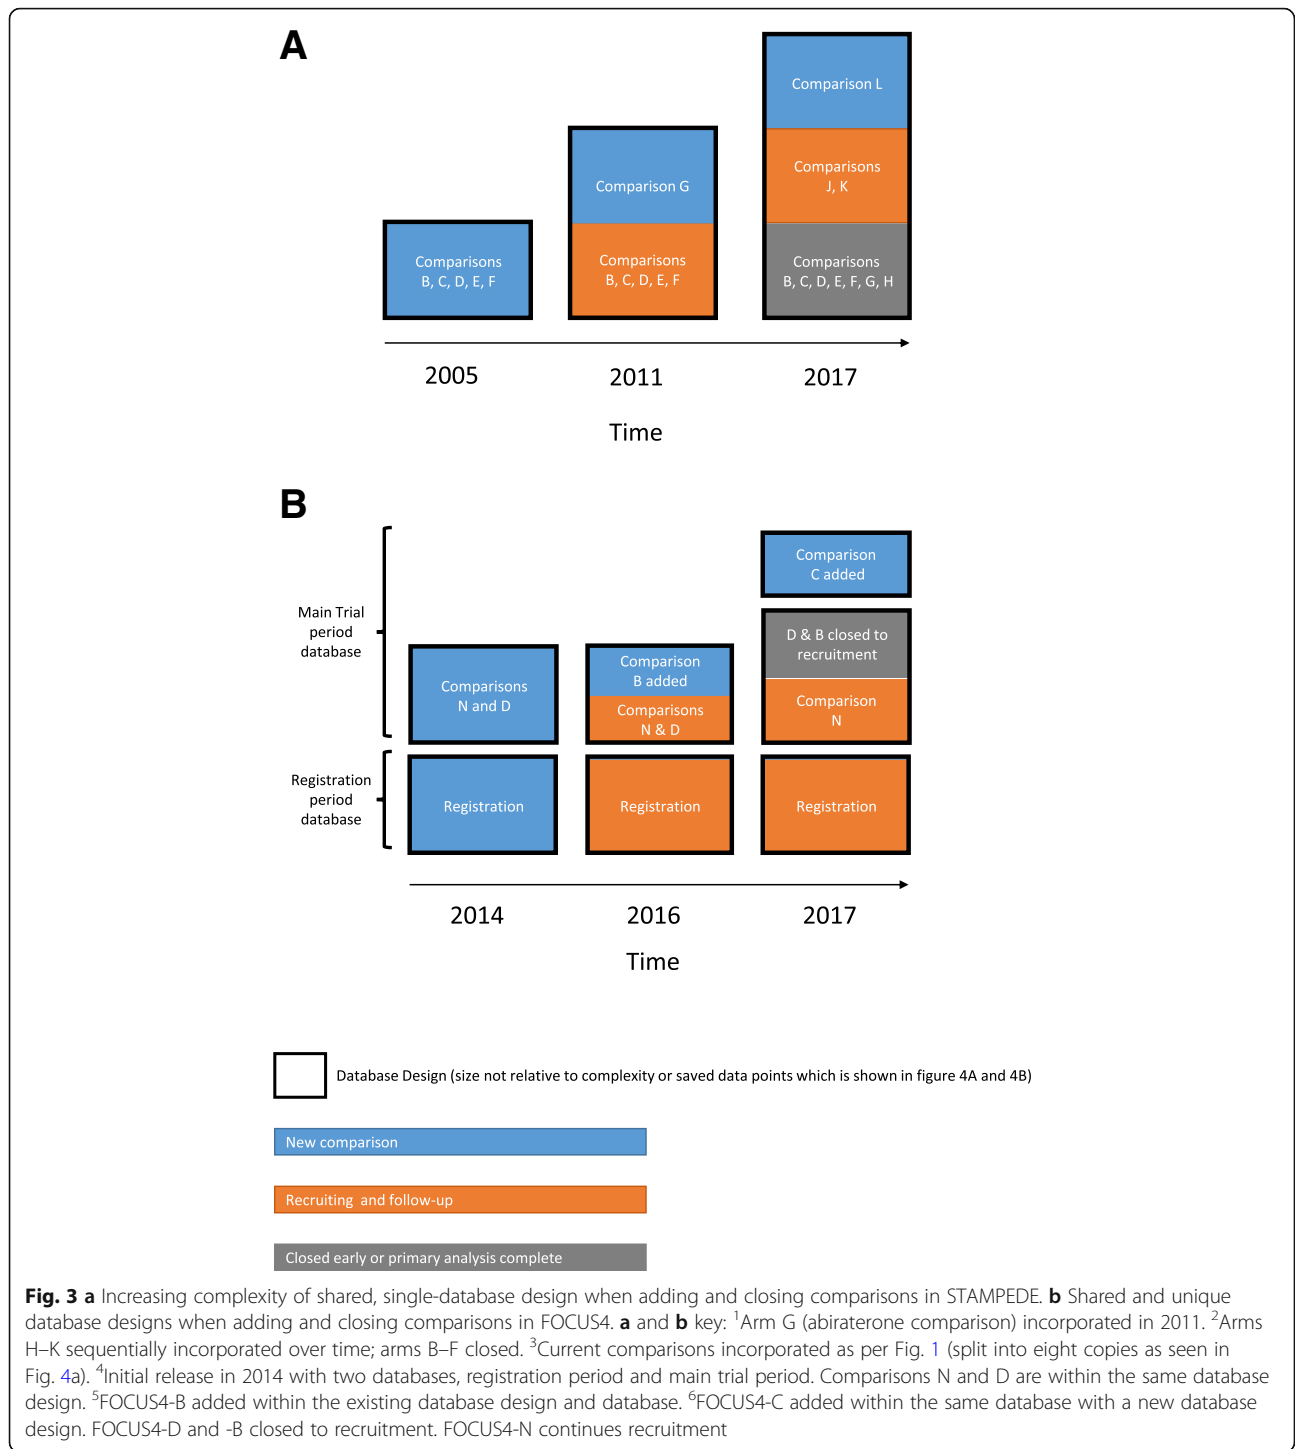 A
Comparison L
Comparisons
J, K
Comparisons
B, C, D, E, F, G, H
Comparison G
Comparisons
B, C, D, E, F
Comparisons
B, C, D, E, F
2005
2011
2017
Time
B
Main Trial
period
database
Registration
period
database
Comparisons
N and D
Registration
Comparison
B added
Comparisons
N & D
Registration
Comparison
C added
D & B closed to
recruitment
Comparison
N
Registration
2014
2016
2017
Time
Database Design (size not relative to complexity or saved data points which is shown in figure 4A and 4B)
New comparison
Recruiting and follow-up
Closed early or primary analysis complete
Fig. 3 a Increasing complexity of shared, single-database design when adding and closing comparisons in STAMPEDE. b Shared and unique
database designs when adding and closing comparisons in FOCUS4. a and b key: ¹Arm G (abiraterone comparison) incorporated in 2011. ²Arms
H–K sequentially incorporated over time; arms B–F closed. ³Current comparisons incorporated as per Fig. 1 (split into eight copies as seen in
Fig. 4a). ⁴Initial release in 2014 with two databases, registration period and main trial period. Comparisons N and D are within the same database
design. ⁵FOCUS4-B added within the existing database design and database. ⁶FOCUS4-C added within the same database with a new database
design. FOCUS4-D and -B closed to recruitment. FOCUS4-N continues recruitment